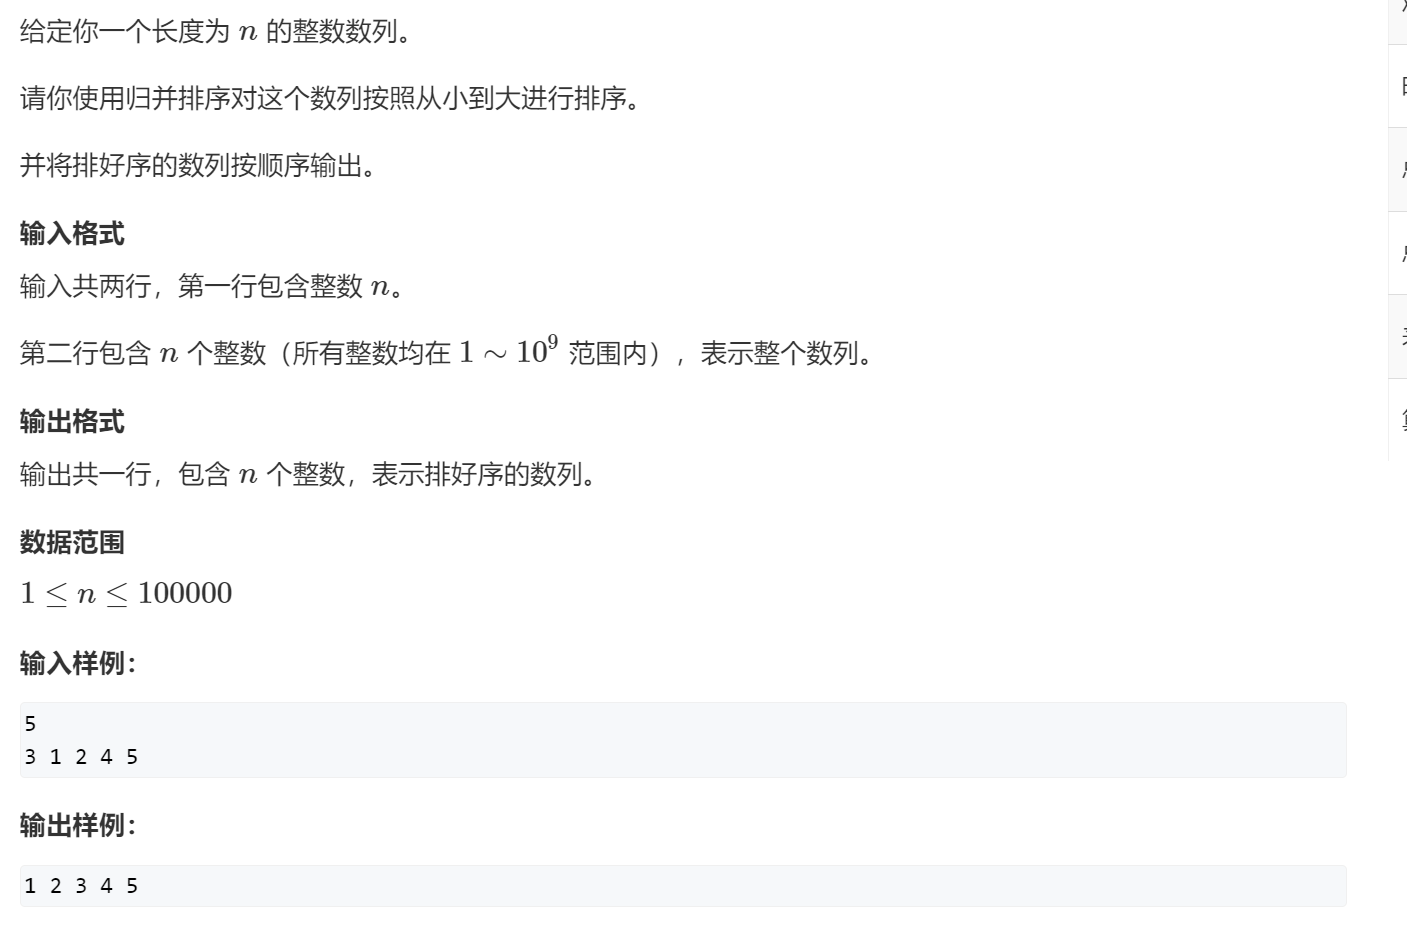 给定你一个长度为 n 的整数数列。
请你使用归并排序对这个数列按照从小到大进行排序。
并将排好序的数列按顺序输出。
输入格式
输入共两行，第一行包含整数 n。
第二行包含 n 个整数（所有整数均在 1 ∼ 10⁹ 范围内），表示整个数列。
输出格式
输出共一行，包含 n 个整数，表示排好序的数列。
数据范围
1 ≤ n ≤ 100000
输入样例：
5
3 1 2 4 5
输出样例：
1 2 3 4 5